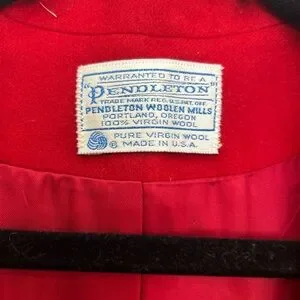 WARRANTED TO BE A
"PENDLETON"
TRADE MARK REG. U.S. PAT. OFF.
PENDLETON WOOLEN MILLS
PORTLAND, OREGON
100% VIRGIN WOOL
PURE VIRGIN WOOL
® MADE IN U.S.A.